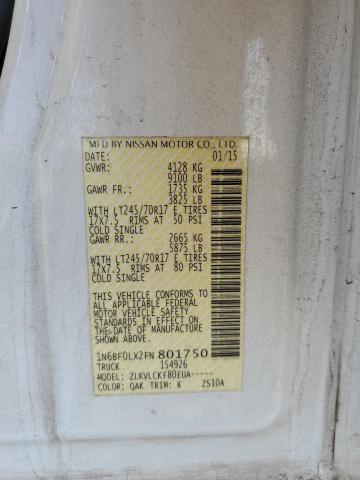 MFD BY NISSAN MOTOR CO., LTD.
DATE: 01/15
GVWR: 4128 KG
9100 LB
GAWR FR: 1735 KG
3825 LB
WITH LT245/70R17 E TIRES
17X7.5 RIMS AT 50 PSI
COLD SINGLE
GAWR RR: 2665 KG
5875 LB
WITH LT245/70R17 E TIRES
17X7.5 RIMS AT 80 PSI
COLD SINGLE
THIS VEHICLE CONFORMS TO
ALL APPLICABLE FEDERAL
MOTOR VEHICLE SAFETY
STANDARDS IN EFFECT ON THE
DATE OF MANUFACTURE
SHOWN ABOVE.
1N6BF0LX2FN 801750
TRUCK 154926
MODEL: ZLKVLCKF80EUA-----
COLOR: QAK TRIM: K ZS10A